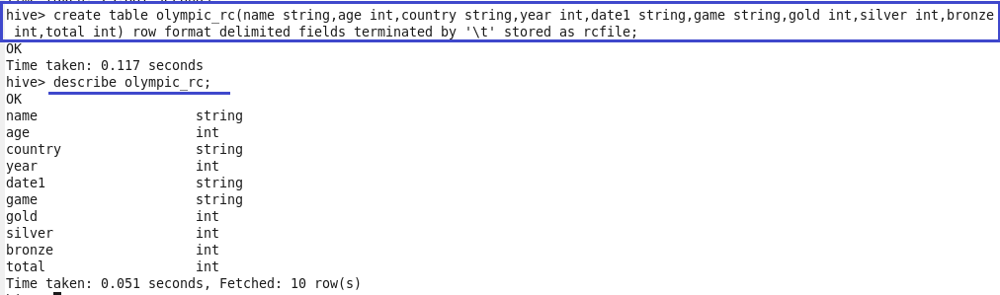 hive> create table olympic_rc(name string,age int,country string,year int,date1 string,game string,gold int,silver int,bronze
int,total int) row format delimited fields terminated by '\t' stored as rcfile;
OK
Time taken: 0.117 seconds
hive> describe olympic_rc;
OK
name string
age int
country string
year int
date1 string
game string
gold int
silver int
bronze int
total int
Time taken: 0.051 seconds, Fetched: 10 row(s)